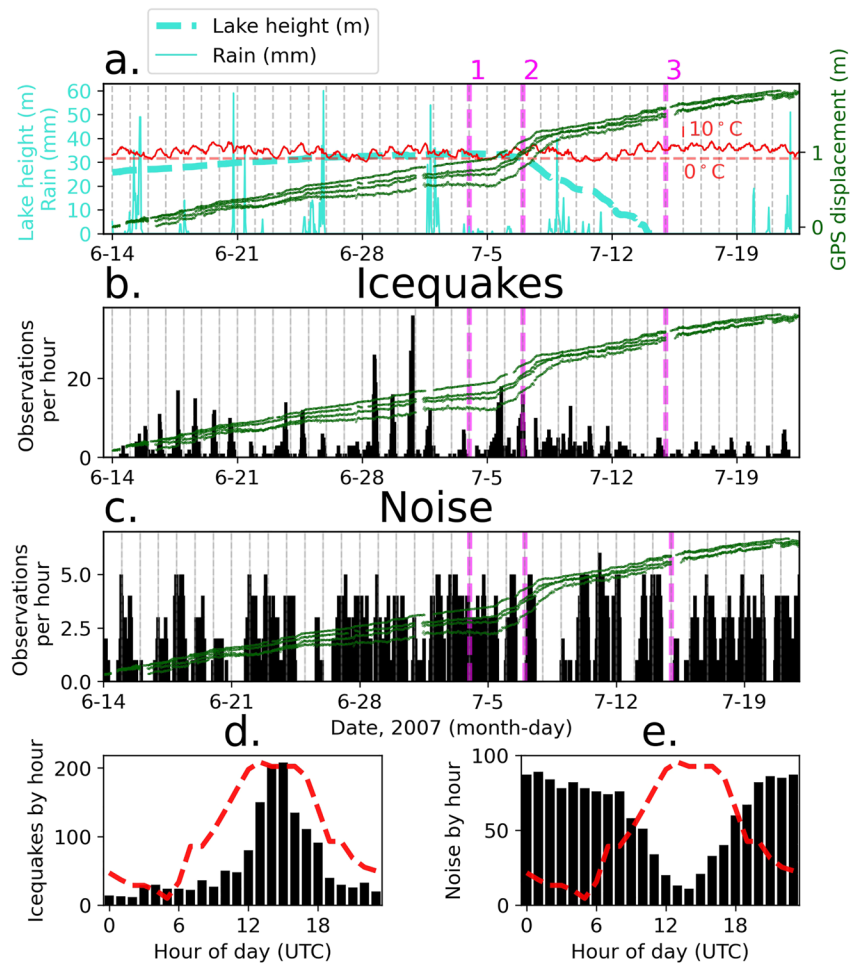 Lake height (m)
Rain (mm)
a.
1 2 3
Lake height (m)
Rain (mm)
60
50
40
30
20
10
0
10°C
0°C
1
0
GPS displacement (m)
6-14 6-21 6-28 7-5 7-12 7-19
b. Icequakes
Observations
per hour
20
0
6-14 6-21 6-28 7-5 7-12 7-19
c. Noise
Observations
per hour
5.0
2.5
0.0
6-14 6-21 6-28 7-5 7-12 7-19
Date, 2007 (month-day)
d.
Icequakes by hour
200
100
0
0 6 12 18
Hour of day (UTC)
e.
Noise by hour
100
50
0
0 6 12 18
Hour of day (UTC)